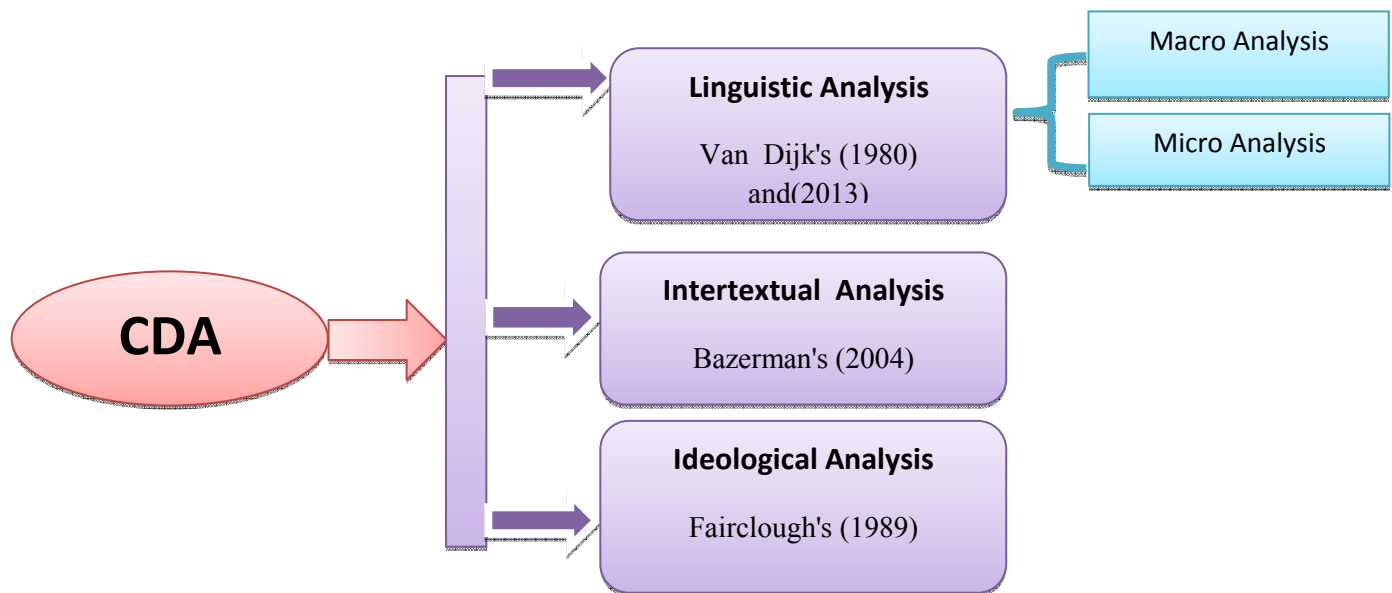 CDA
Linguistic Analysis
Van Dijk's (1980)
and(2013)
Macro Analysis
Micro Analysis
Intertextual Analysis
Bazerman's (2004)
Ideological Analysis
Fairclough's (1989)